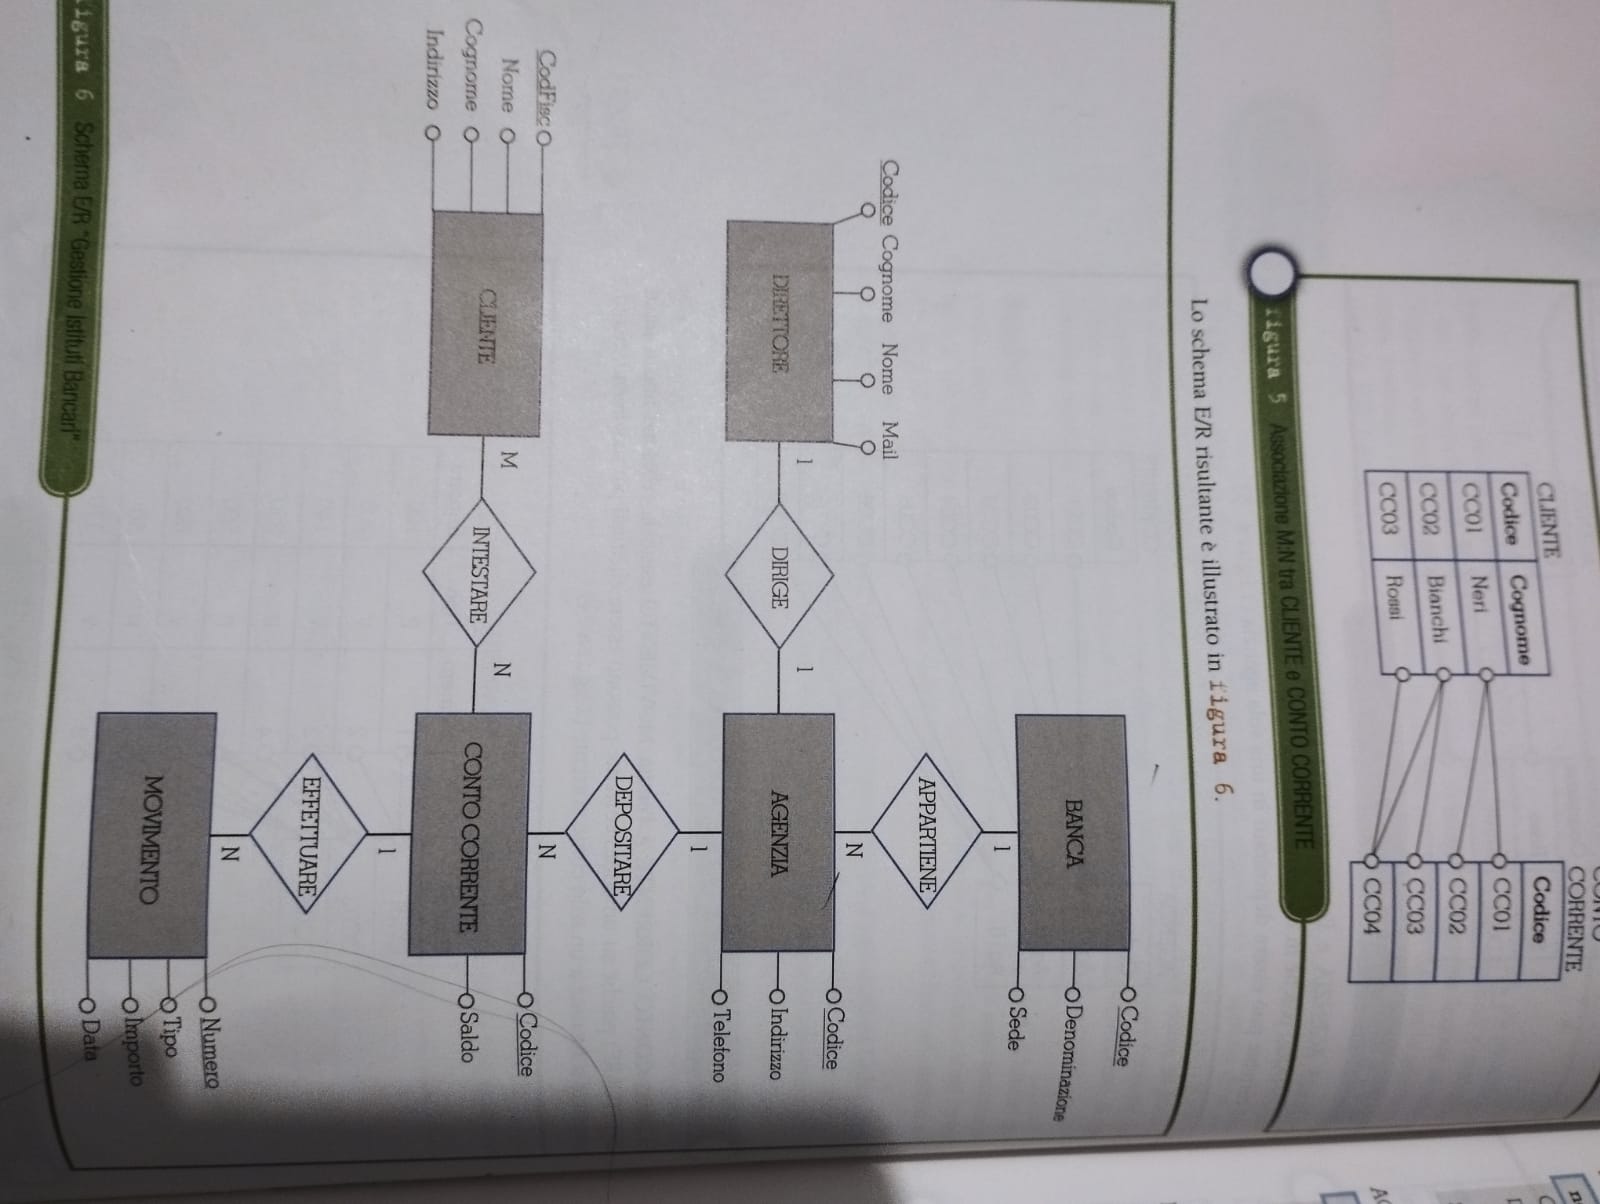 CLIENTE
Codice Cognome
CC01 Neri
CC02 Bianchi
CC03 Rossi
CONTO
CORRENTE
Codice
CC01
CC02
CC03
CC04
figura 5 Associazione M:N tra CLIENTE e CONTO CORRENTE
Lo schema E/R risultante è illustrato in figura 6.
BANCA
Codice
Denominazione
Sede
1
APPARTIENE
N
Codice Cognome Nome Mail
DIRETTORE
1
DIRIGE
1
AGENZIA
Codice
Indirizzo
Telefono
1
DEPOSITARE
N
CodFisc
Nome
Cognome
Indirizzo
CLIENTE
M
INTESTARE
N
CONTO CORRENTE
Codice
Saldo
1
EFFETTUARE
N
MOVIMENTO
Numero
Tipo
Importo
Data
figura 6 Schema E/R "Gestione Istituti Bancari"